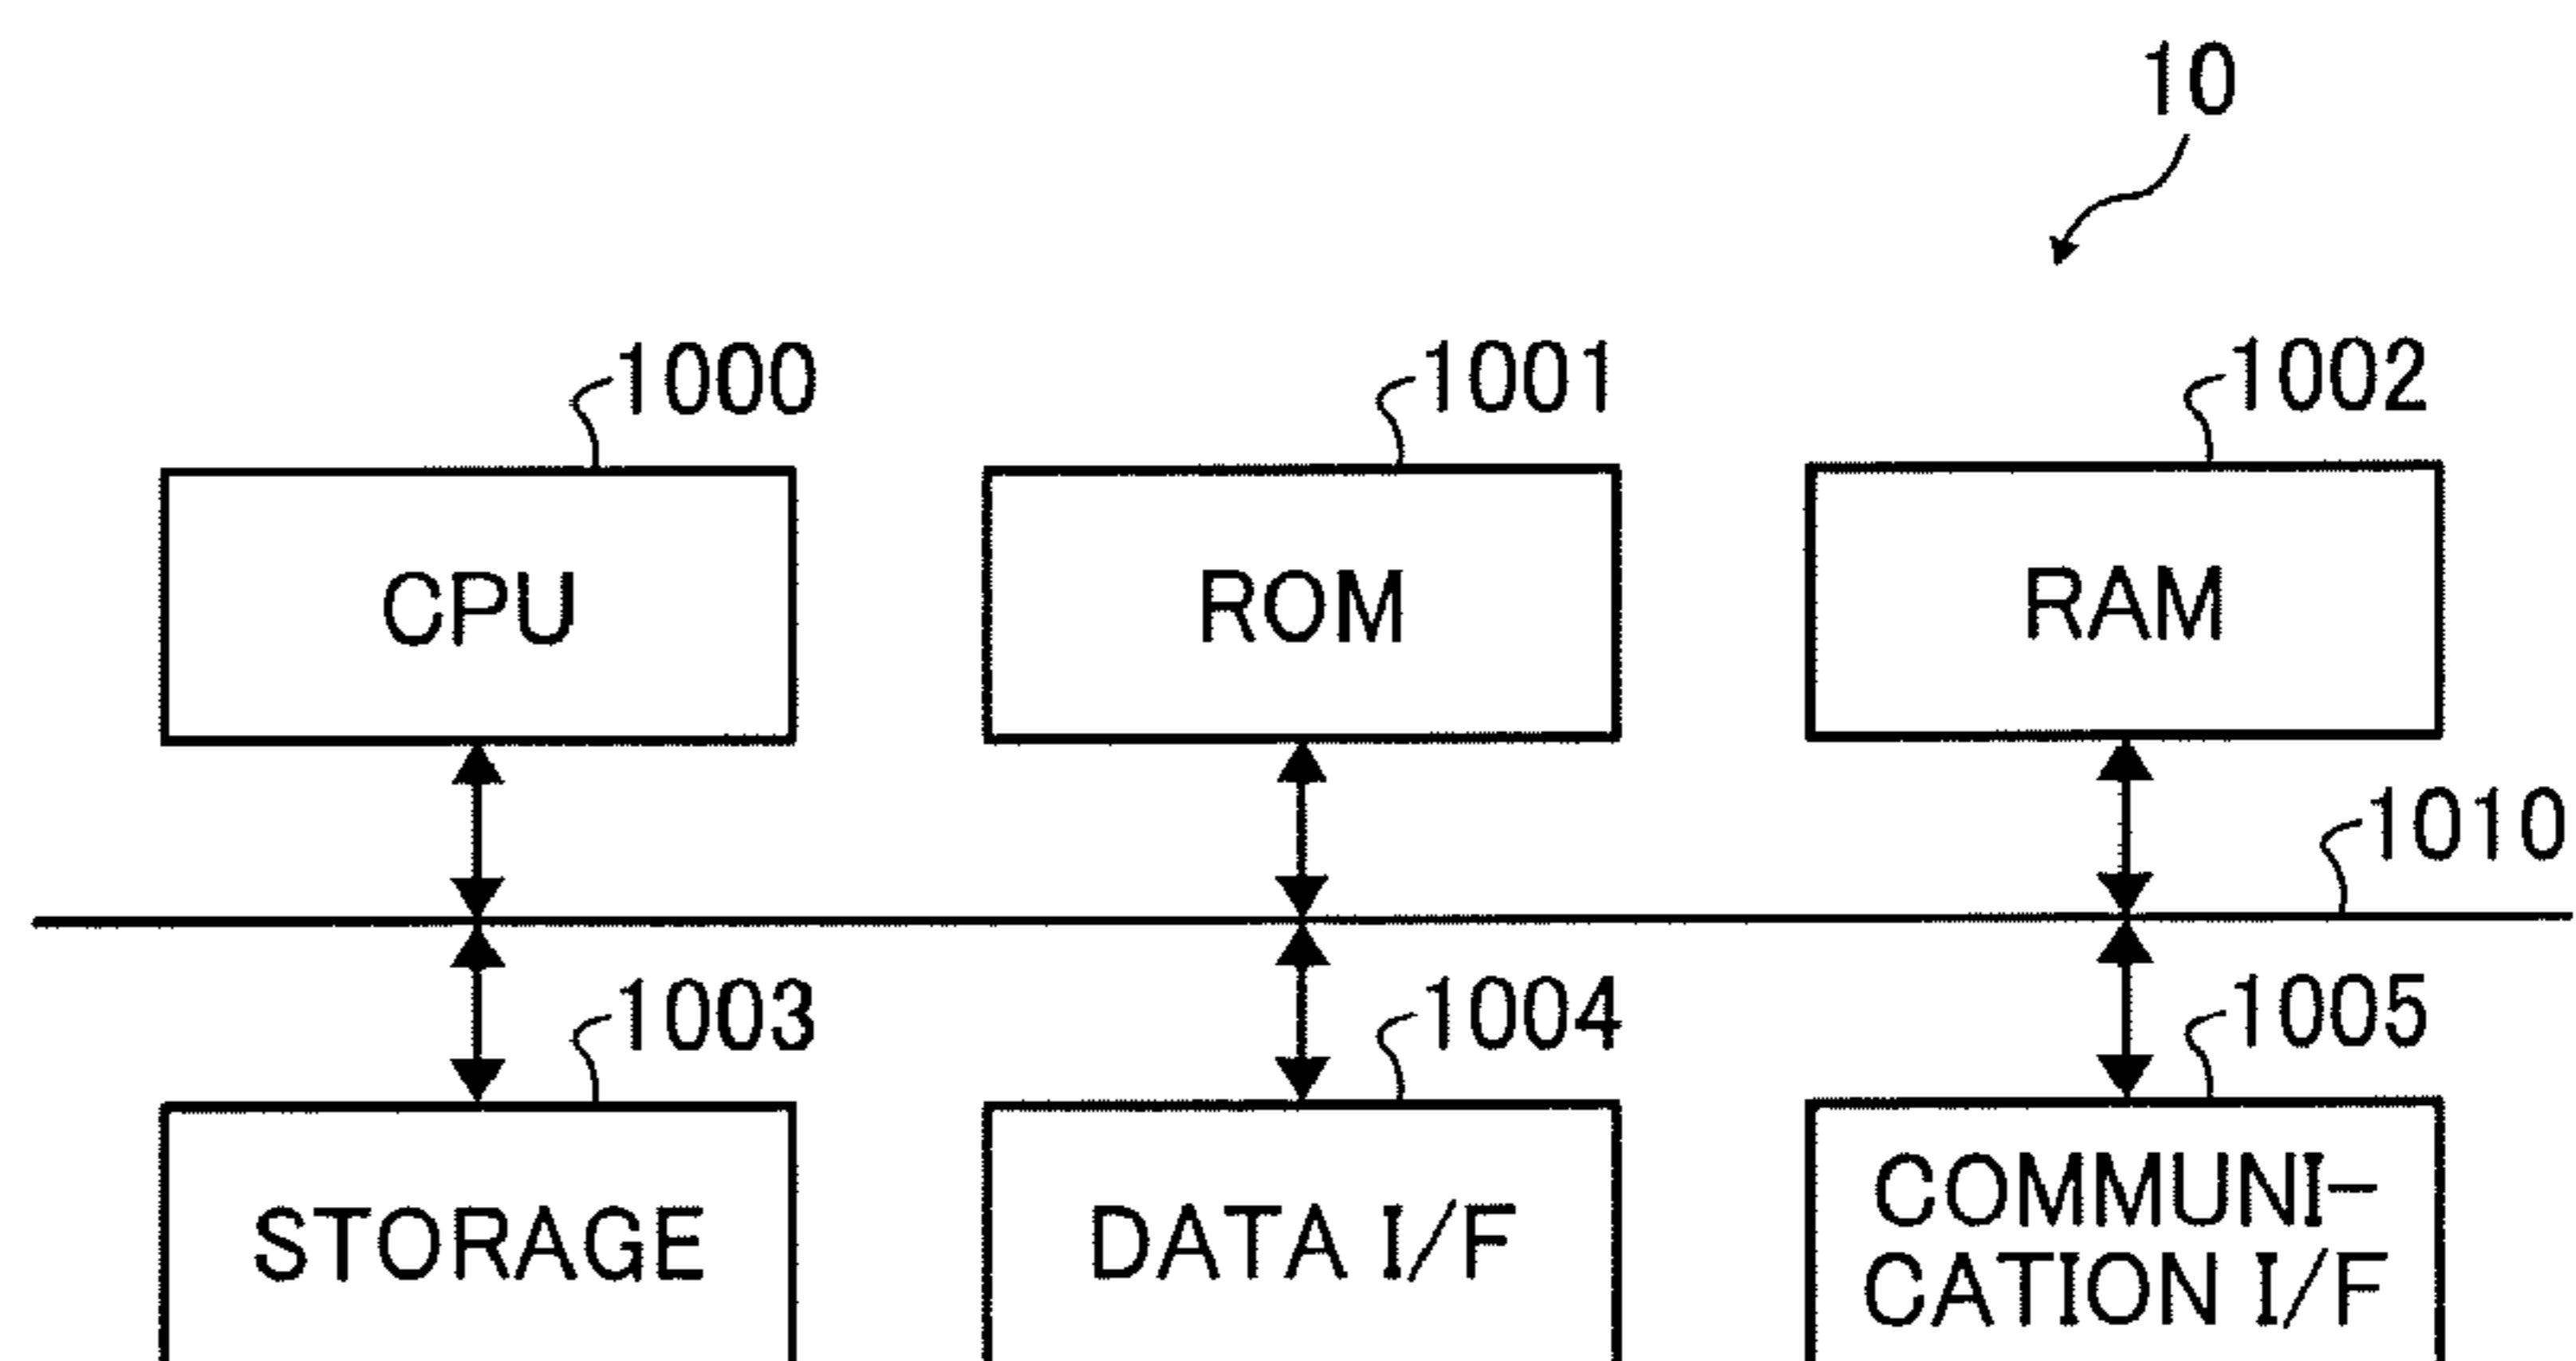 10
1000
1001
1002
CPU
ROM
RAM
1010
1003
1004
1005
STORAGE
DATA I/F
COMMUNI-
CATION I/F